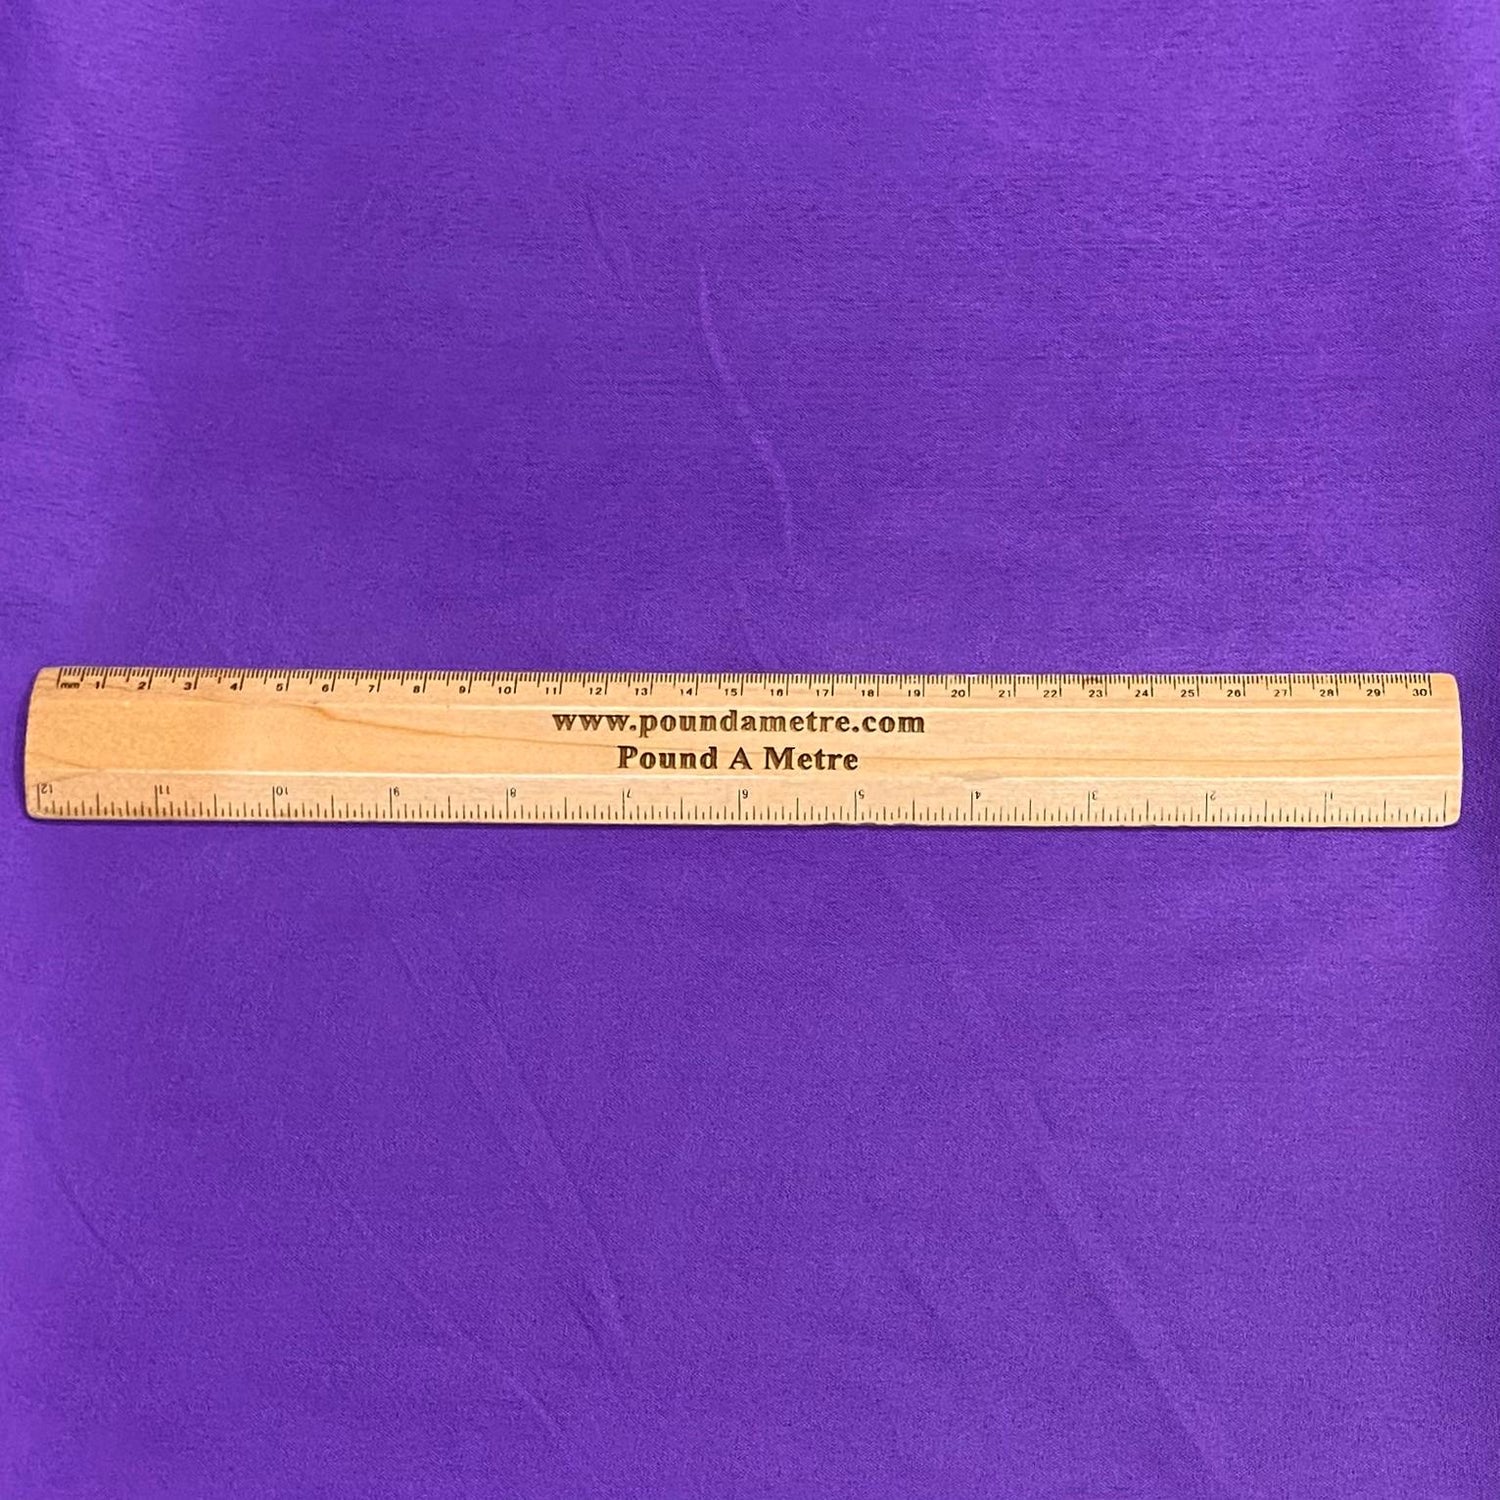 mm 1 2 3 4 5 6 7 8 9 10 11 12 13 14 15 16 17 18 19 20 21 22 23 24 25 26 27 28 29 30
www.poundametre.com
Pound A Metre
12 11 10 9 8 7 6 5 4 3 2 1